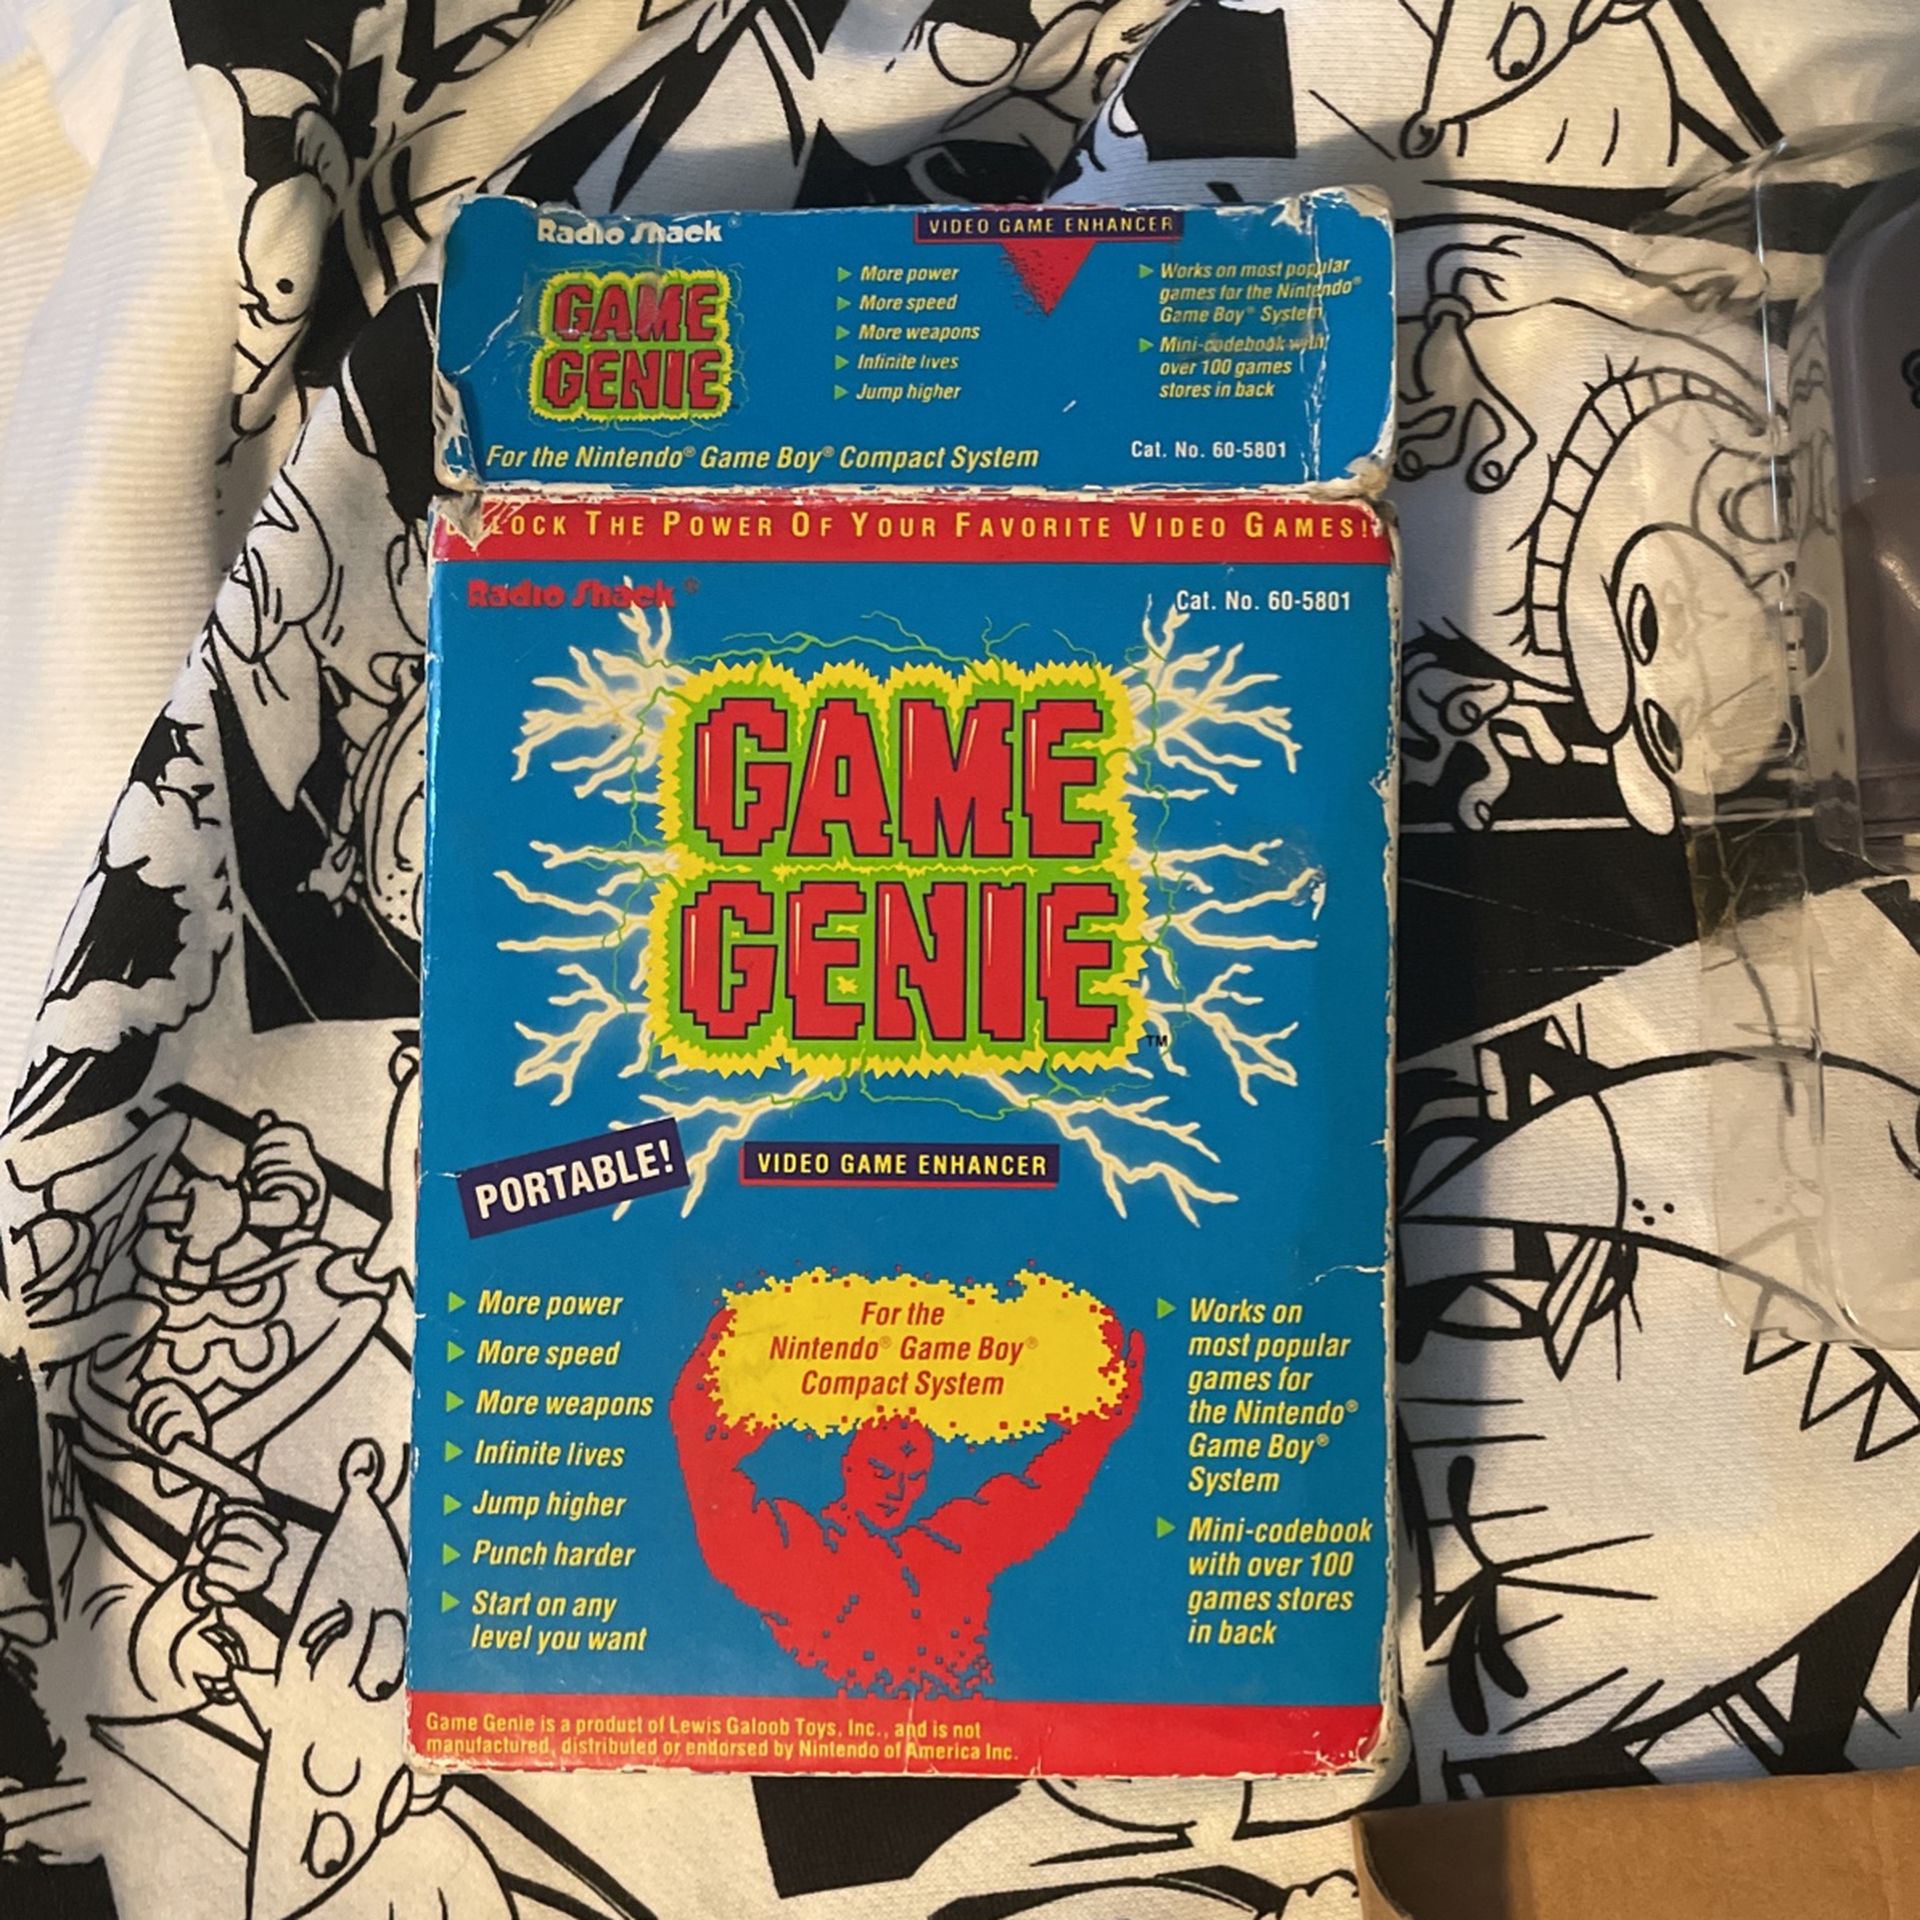 Radio Shack®
VIDEO GAME ENHANCER
GAME
GENIE
More power
More speed
More weapons
Infinite lives
Jump higher
Works on most popular
games for the Nintendo®
Game Boy® System
Mini-codebook with
over 100 games
stores in back
For the Nintendo® Game Boy® Compact System
Cat. No. 60-5801
THE POWER OF YOUR FAVORITE VIDEO GAMES!
Radio Shack®
Cat. No. 60-5801
GAME
GENIE™
PORTABLE!
VIDEO GAME ENHANCER
More power
More speed
More weapons
Infinite lives
Jump higher
Punch harder
Start on any
level you want
For the
Nintendo® Game Boy®
Compact System
Works on
most popular
games for
the Nintendo®
Game Boy®
System
Mini-codebook
with over 100
games stores
in back
Game Genie is a product of Lewis Galoob Toys, Inc., and is not
manufactured, distributed or endorsed by Nintendo of America Inc.